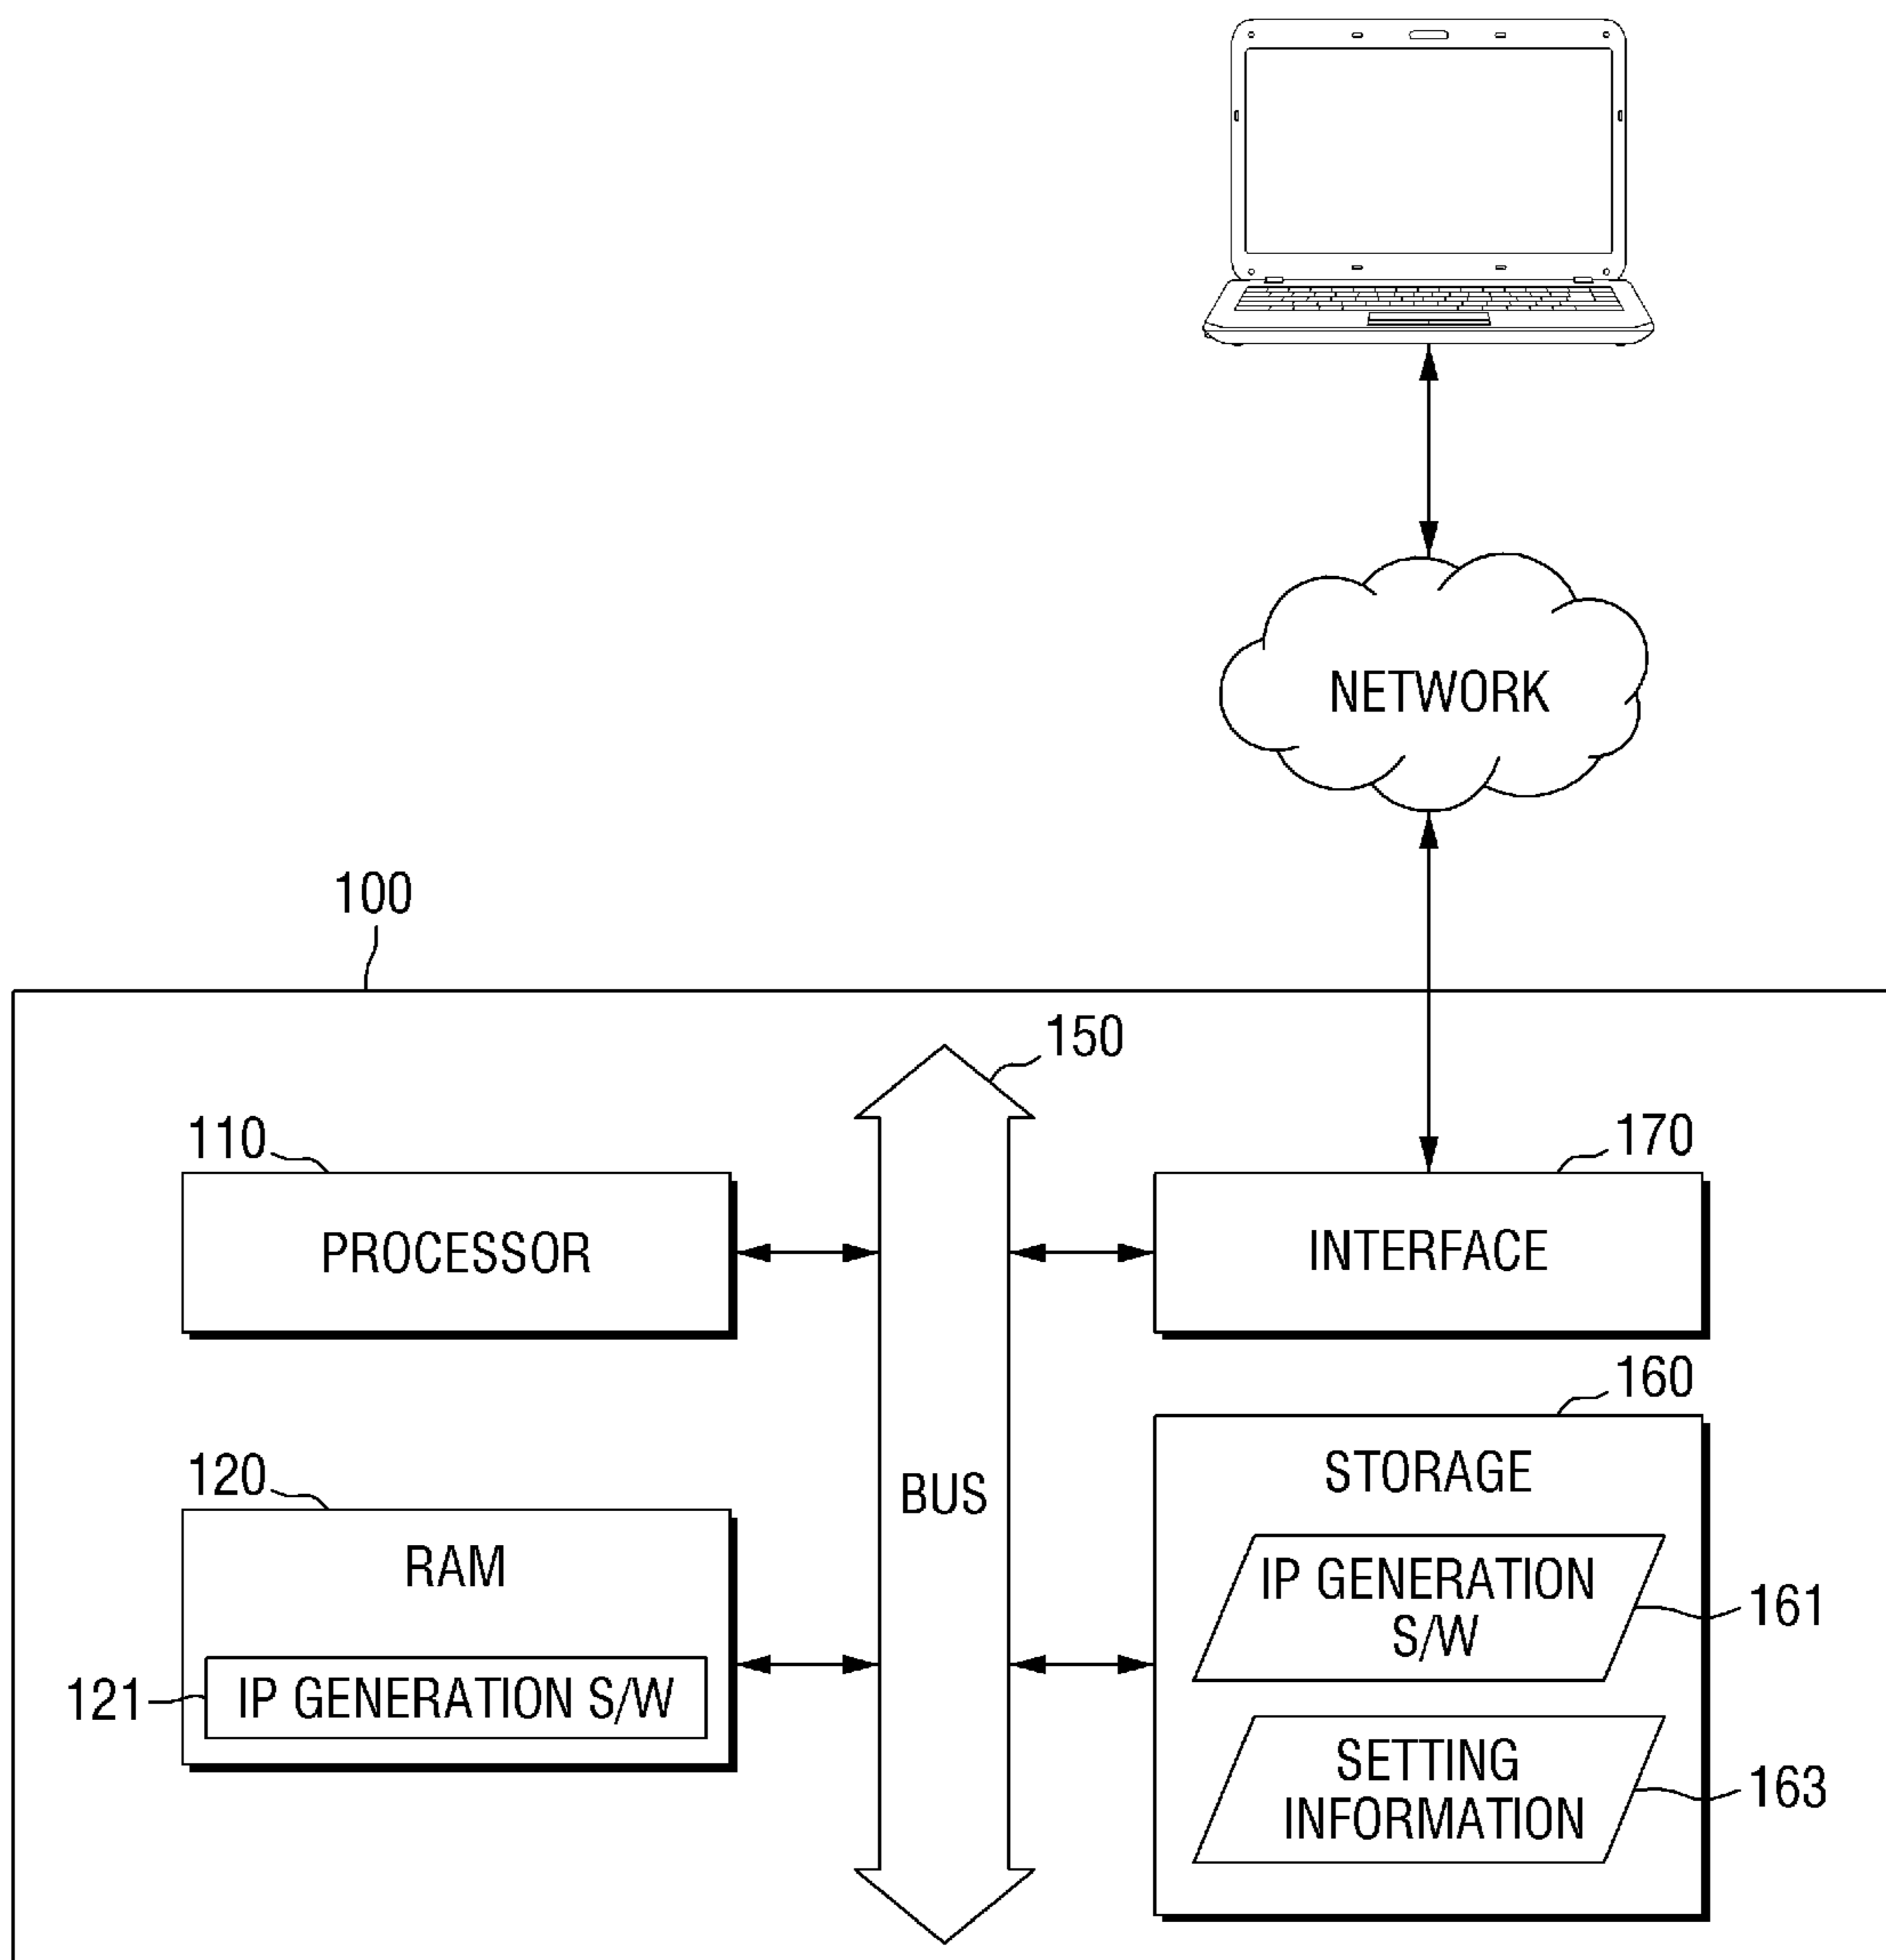 NETWORK
100
150
110
PROCESSOR
170
INTERFACE
120
RAM
121
IP GENERATION S/W
BUS
160
STORAGE
IP GENERATION
S/W
161
SETTING
INFORMATION
163